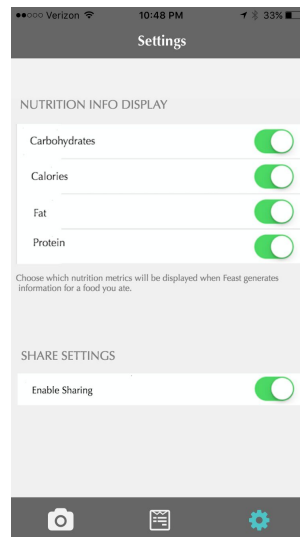 Verizon 10:48 PM 33%
Settings
NUTRITION INFO DISPLAY
Carbohydrates
Calories
Fat
Protein
Choose which nutrition metrics will be displayed when Feast generates
information for a food you ate.
SHARE SETTINGS
Enable Sharing